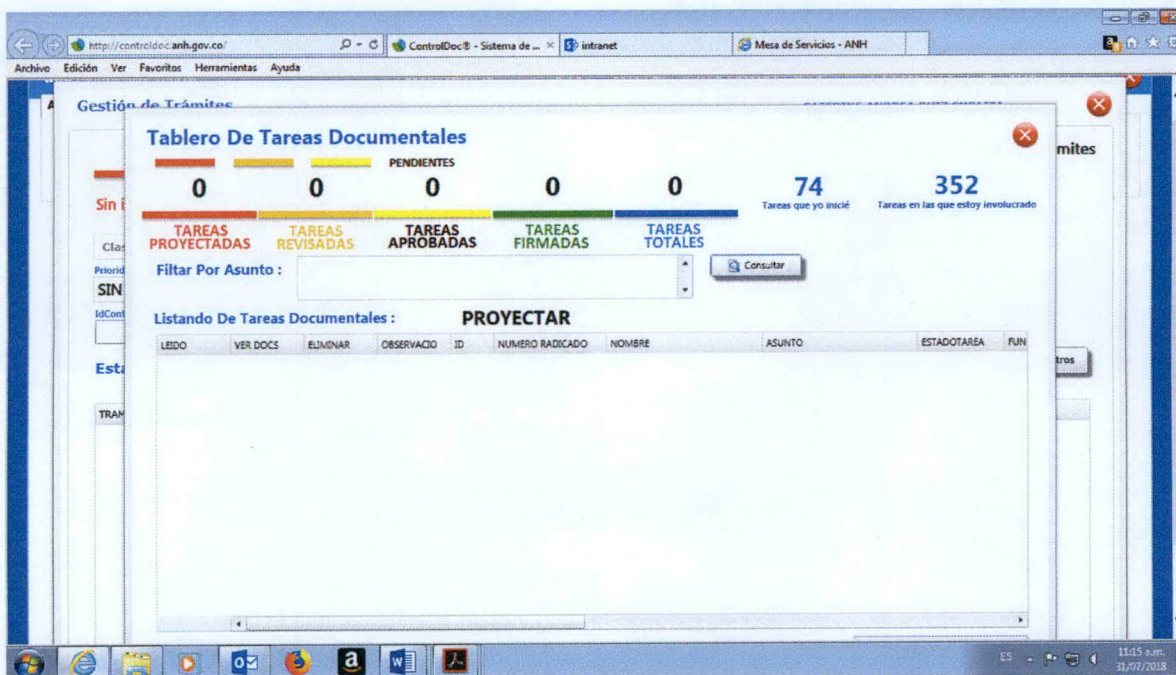 http://controldoc.anh.gov.co/
ControlDoc® - Sistema de ...
intranet
Mesa de Servicios - ANH
Archivo Edición Ver Favoritos Herramientas Ayuda
Gestión de Trámites
Tablero De Tareas Documentales
mites
PENDIENTES
0 0 0 0 0 74 352
Tareas que yo inicié Tareas en las que estoy involucrado
Sin i
TAREAS PROYECTADAS
TAREAS REVISADAS
TAREAS APROBADAS
TAREAS FIRMADAS
TAREAS TOTALES
Clas
Filtar Por Asunto :
Consultar
Priorid
SIN
IdCont
Listando De Tareas Documentales : PROYECTAR
LEIDO VER DOCS ELIMINAR OBSERVACIO ID NUMERO RADICADO NOMBRE ASUNTO ESTADOTAREA FUN
tros
Esta
TRAM
ES
11:15 a.m.
31/07/2018